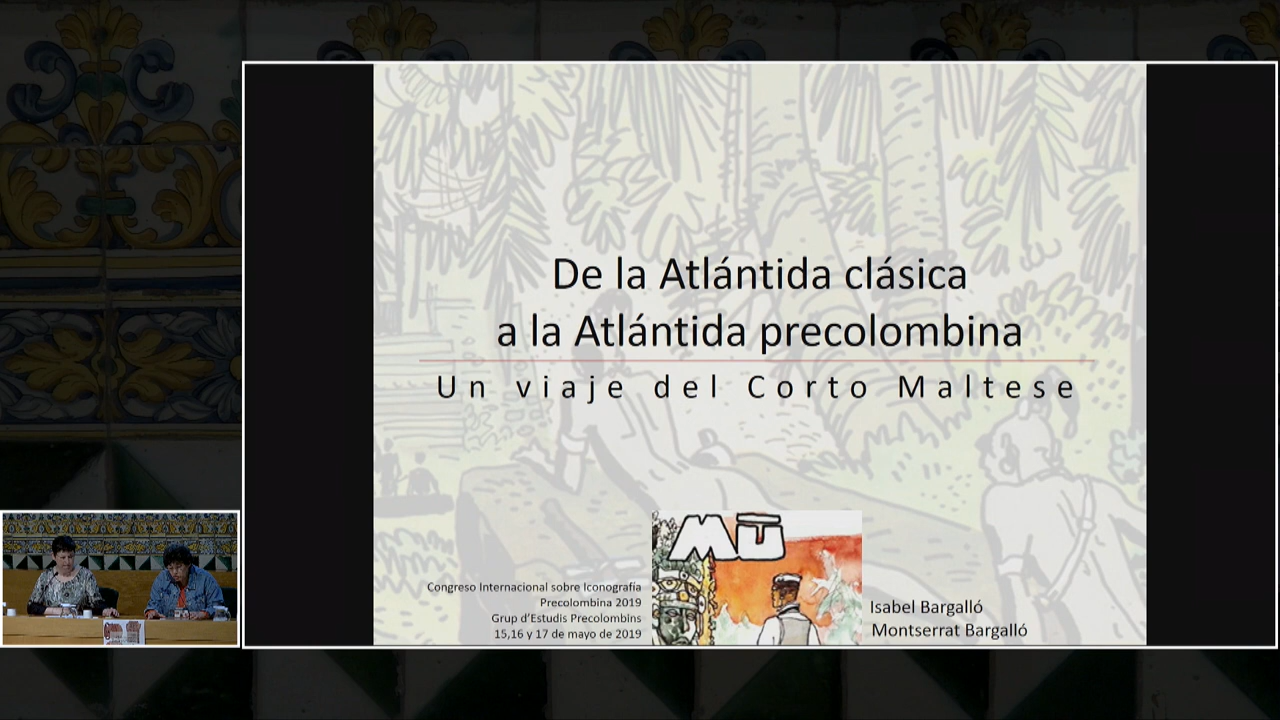 De la Atlántida clásica
a la Atlántida precolombina
Un viaje del Corto Maltese
MŪ
Congreso Internacional sobre Iconografía
Precolombina 2019
Grup d'Estudis Precolombins
15,16 y 17 de mayo de 2019
Isabel Bargalló
Montserrat Bargalló